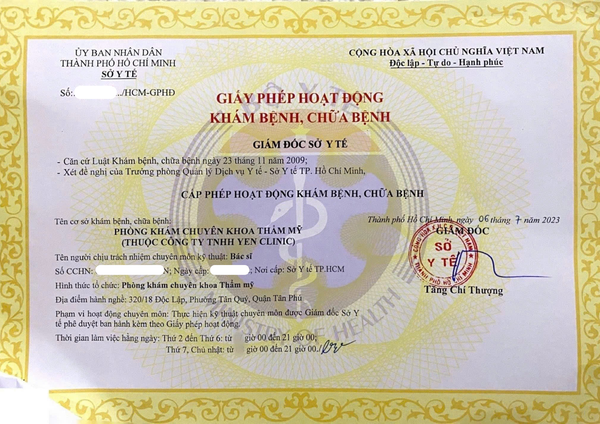 ỦY BAN NHÂN DÂN
THÀNH PHỐ HỒ CHÍ MINH
SỞ Y TẾ
Số: .../HCM-GPHĐ
CỘNG HÒA XÃ HỘI CHỦ NGHĨA VIỆT NAM
Độc lập - Tự do - Hạnh phúc
BỘ Y TẾ
GIẤY PHÉP HOẠT ĐỘNG
KHÁM BỆNH, CHỮA BỆNH
GIÁM ĐỐC SỞ Y TẾ
- Căn cứ Luật Khám bệnh, chữa bệnh ngày 23 tháng 11 năm 2009;
- Xét đề nghị của Trưởng phòng Quản lý Dịch vụ Y tế - Sở Y tế TP. Hồ Chí Minh,
CẤP PHÉP HOẠT ĐỘNG KHÁM BỆNH, CHỮA BỆNH
Tên cơ sở khám bệnh, chữa bệnh:
PHÒNG KHÁM CHUYÊN KHOA THẨM MỸ
(THUỘC CÔNG TY TNHH YEN CLINIC)
Người chịu trách nhiệm chuyên môn kỹ thuật: Bác sĩ
Số CCHN: ; Ngày cấp: . Nơi cấp: Sở Y tế TP.HCM
Hình thức tổ chức: Phòng khám chuyên khoa Thẩm mỹ
Địa điểm hành nghề: 320/18 Độc Lập, Phường Tân Quý, Quận Tân Phú
Phạm vi hoạt động chuyên môn: Thực hiện kỹ thuật chuyên môn được Giám đốc Sở Y
tế phê duyệt ban hành kèm theo Giấy phép hoạt động.
Thời gian làm việc hằng ngày: Thứ 2 đến Thứ 6: từ giờ 00 đến 21 giờ 00;
Thứ 7, Chủ nhật: từ giờ 00 đến 21 giờ 00./.
Thành phố Hồ Chí Minh, ngày 06 tháng 7 năm 2023
GIÁM ĐỐC
SỞ
Y TẾ
Tăng Chí Thượng
MINISTRY OF HEALTH